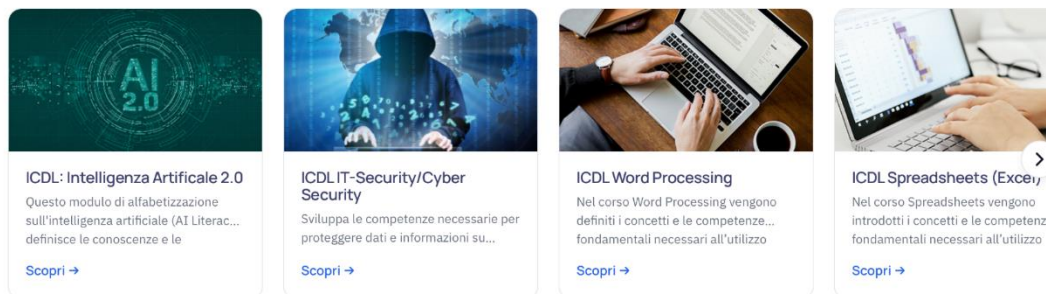 AI
2.0
ICDL: Intelligenza Artificale 2.0
Questo modulo di alfabetizzazione
sull'intelligenza artificiale (AI Literac...
definisce le conoscenze e le
Scopri →
ICDL IT-Security/Cyber
Security
Sviluppa le competenze necessarie per
proteggere dati e informazioni su...
Scopri →
ICDL Word Processing
Nel corso Word Processing vengono
definiti i concetti e le competenze...
fondamentali necessari all'utilizzo
Scopri →
ICDL Spreadsheets (Excel)
Nel corso Spreadsheets vengono
introdotti i concetti e le competenz
fondamentali necessari all'utilizzo
Scopri →